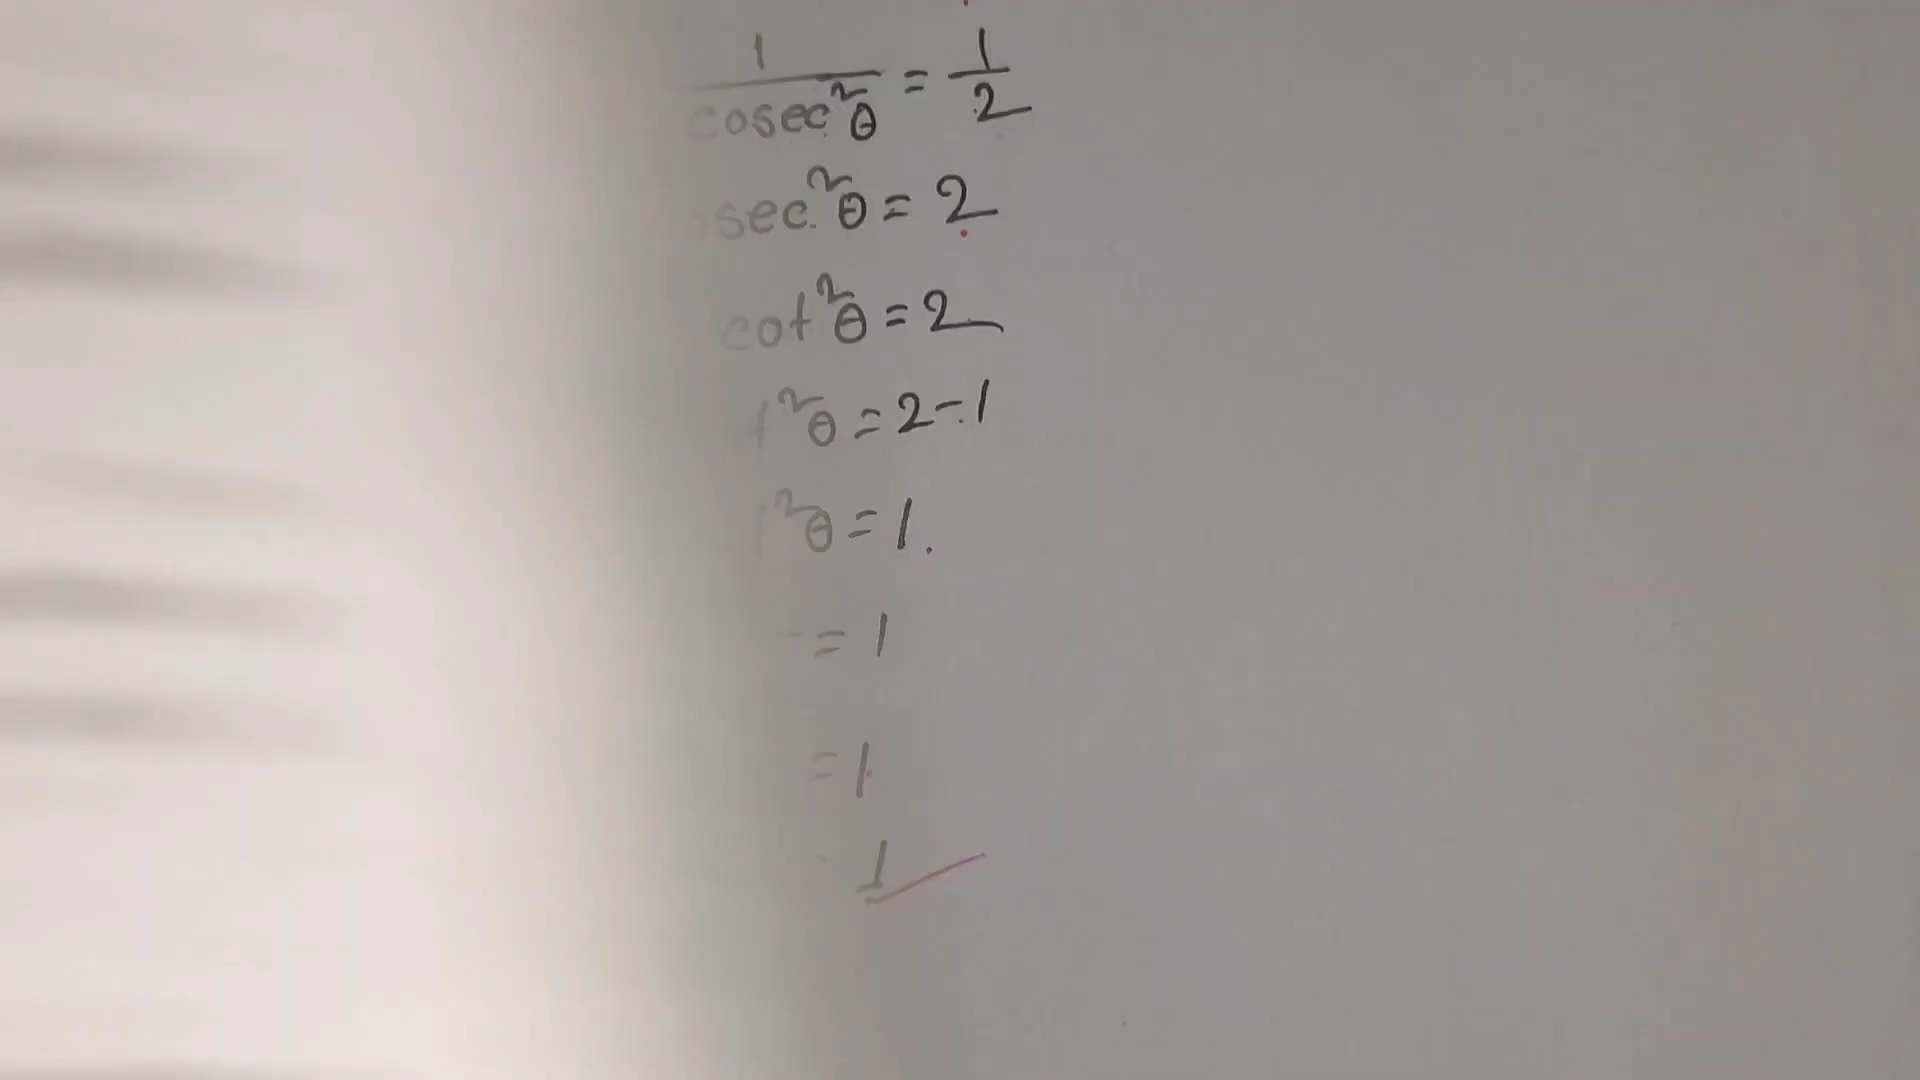 1/cosec²θ = 1/2
sec²θ = 2
cot²θ = 2
²θ = 2-1
²θ = 1
= 1
= 1
1